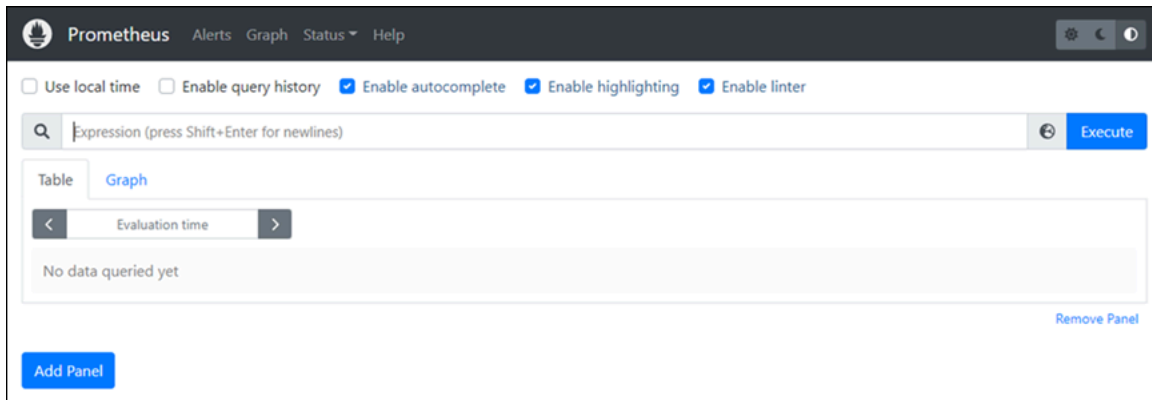 Prometheus Alerts Graph Status Help
Use local time Enable query history Enable autocomplete Enable highlighting Enable linter
Expression (press Shift+Enter for newlines) Execute
Table Graph
Evaluation time
No data queried yet
Remove Panel
Add Panel